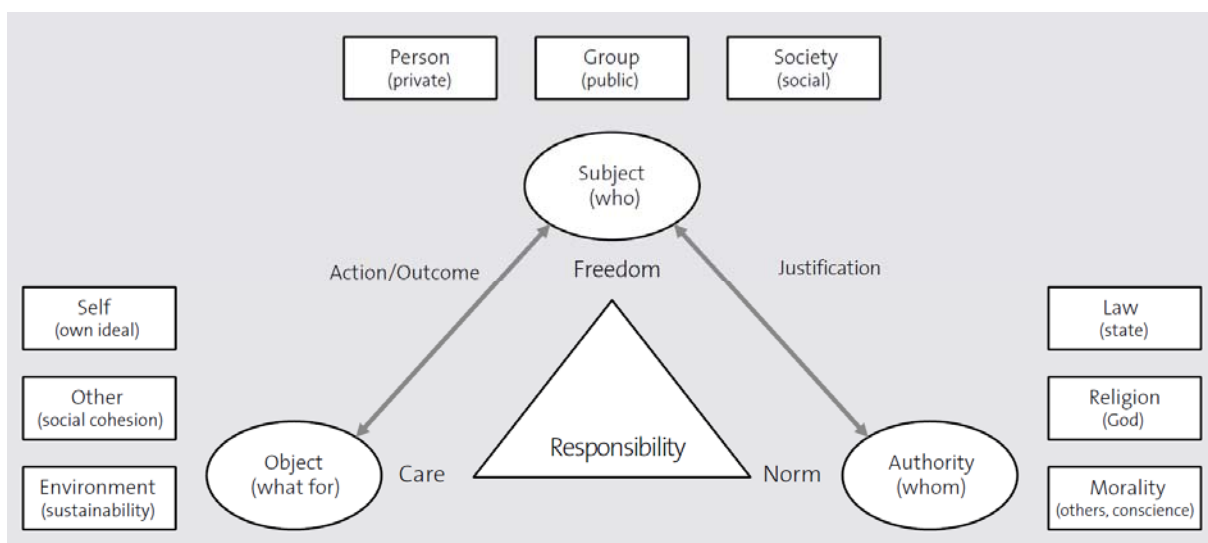 Person
(private)
Group
(public)
Society
(social)
Subject
(who)
Action/Outcome
Freedom
Justification
Self
(own ideal)
Law
(state)
Other
(social cohesion)
Religion
(God)
Responsibility
Object
(what for)
Care
Norm
Authority
(whom)
Environment
(sustainability)
Morality
(others, conscience)